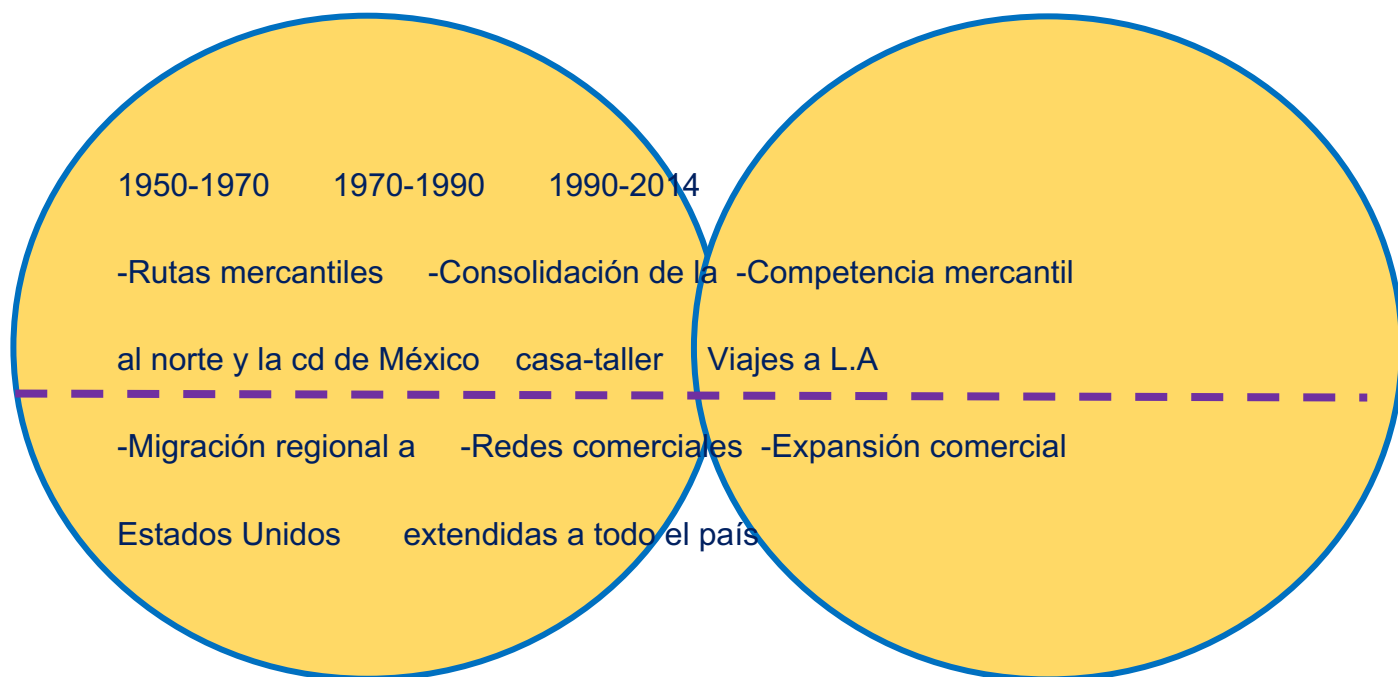 1950-1970 1970-1990 1990-2014
-Rutas mercantiles -Consolidación de la -Competencia mercantil
al norte y la cd de México casa-taller Viajes a L.A
-Migración regional a -Redes comerciales -Expansión comercial
Estados Unidos extendidas a todo el país